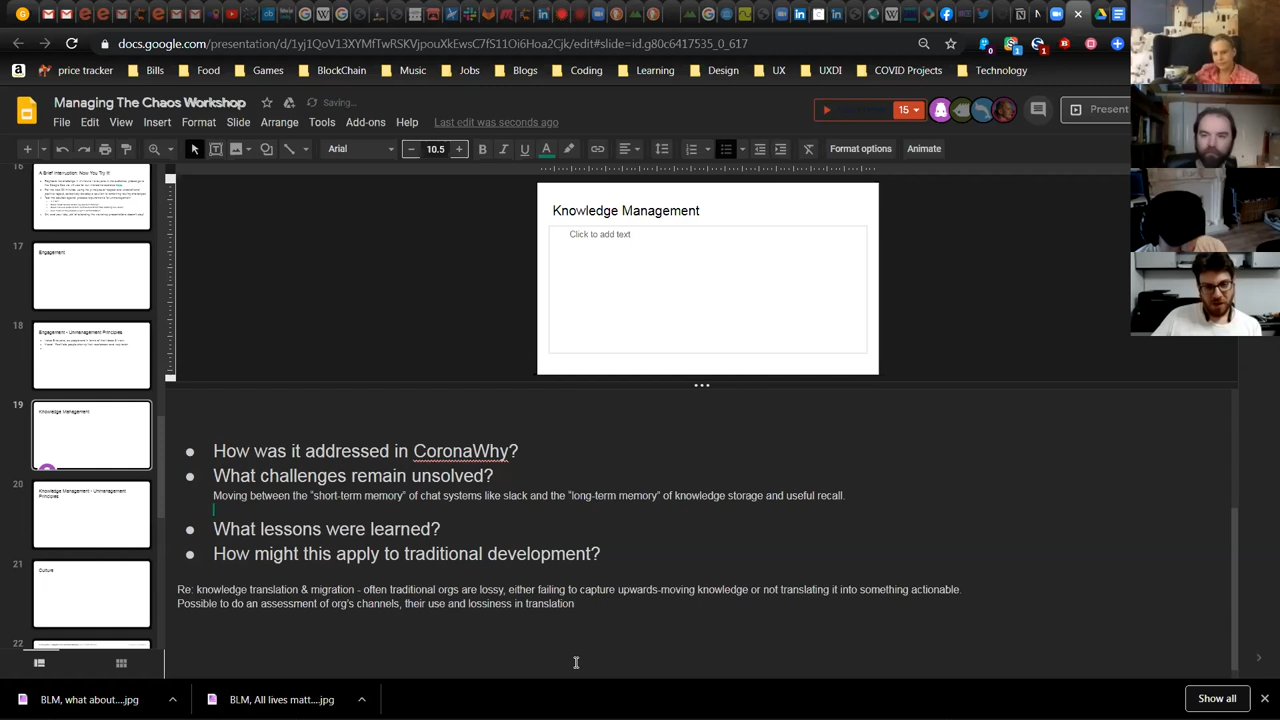 docs.google.com/presentation/d/1yj1QoV13XYMfTwRSKVjpooYkEvacC7fS11Qi6Hoa2Cjk/edit#slide=id.g80c6417535_0_617
price tracker
Bills
Food
Games
BlockChain
Music
Jobs
Blogs
Coding
Learning
Design
UX
UXDI
COVID Projects
Technology
Managing The Chaos Workshop
Saving...
15
Present
File Edit View Insert Format Slide Arrange Tools Add-ons Help Last edit was seconds ago
Arial
10.5
Format options
Animate
16
A Brief Interruption: Now You Try It!
17
Engagement
18
Engagement - Unmanagement Principles
19
Knowledge Management
20
Knowledge Management - Unmanagement
Principles
21
Culture
22
Knowledge Management
Click to add text
How was it addressed in CoronaWhy?
What challenges remain unsolved?
Moving between the "short-term memory" of chat systems like slack and the "long-term memory" of knowledge storage and useful recall.
What lessons were learned?
How might this apply to traditional development?
Re: knowledge translation & migration - often traditional orgs are lossy, either failing to capture upwards-moving knowledge or not translating it into something actionable.
Possible to do an assessment of org's channels, their use and lossiness in translation
BLM, what about....jpg
BLM, All lives matt....jpg
Show all